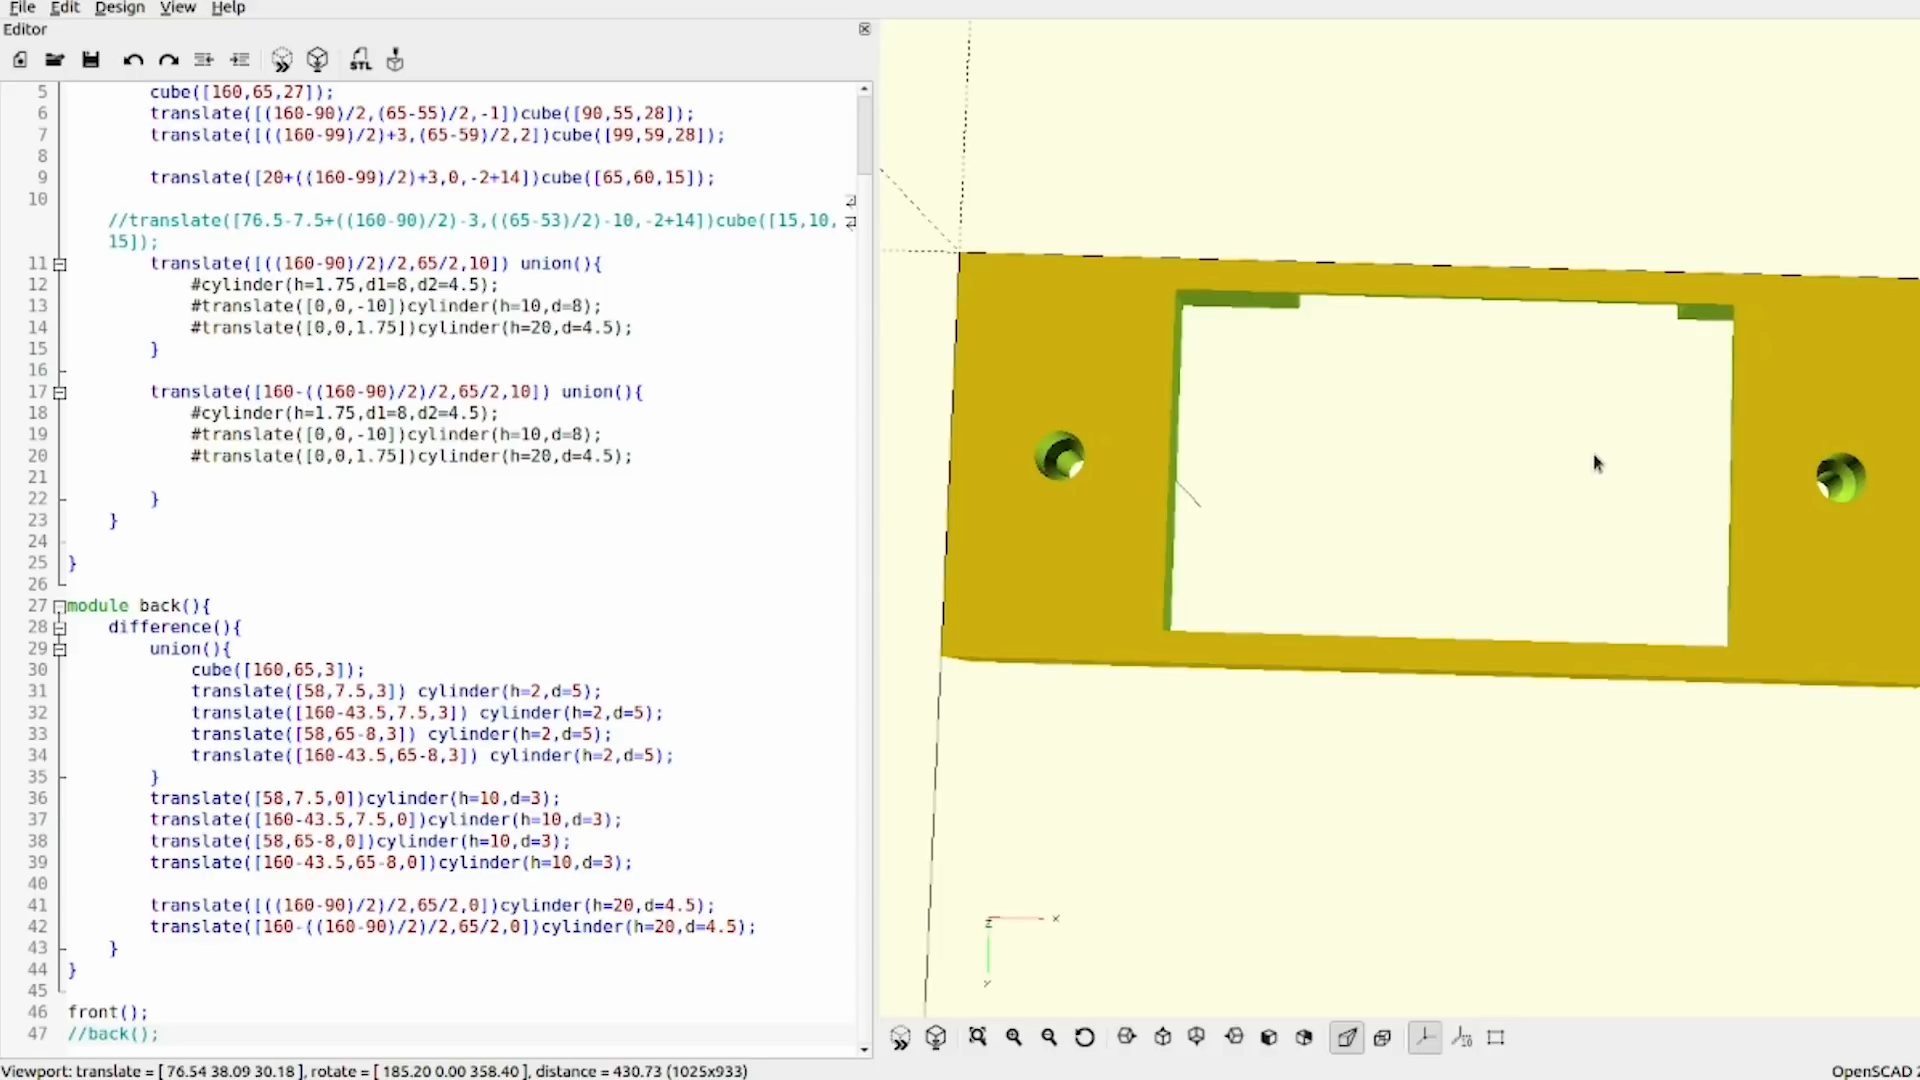 File Edit Design View Help
Editor
STL
5 cube([160,65,27]);
6 translate([(160-90)/2,(65-55)/2,-1])cube([90,55,28]);
7 translate([((160-99)/2)+3,(65-59)/2,2])cube([99,59,28]);
8
9 translate([20+((160-99)/2)+3,0,-2+14])cube([65,60,15]);
10
//translate([76.5-7.5+((160-90)/2)-3,((65-53)/2)-10,-2+14])cube([15,10,
15]);
11 translate([((160-90)/2)/2,65/2,10]) union(){
12 #cylinder(h=1.75,d1=8,d2=4.5);
13 #translate([0,0,-10])cylinder(h=10,d=8);
14 #translate([0,0,1.75])cylinder(h=20,d=4.5);
15 }
16
17 translate([160-((160-90)/2)/2,65/2,10]) union(){
18 #cylinder(h=1.75,d1=8,d2=4.5);
19 #translate([0,0,-10])cylinder(h=10,d=8);
20 #translate([0,0,1.75])cylinder(h=20,d=4.5);
21
22 }
23 }
24
25 }
26
27 module back(){
28 difference(){
29 union(){
30 cube([160,65,3]);
31 translate([58,7.5,3]) cylinder(h=2,d=5);
32 translate([160-43.5,7.5,3]) cylinder(h=2,d=5);
33 translate([58,65-8,3]) cylinder(h=2,d=5);
34 translate([160-43.5,65-8,3]) cylinder(h=2,d=5);
35 }
36 translate([58,7.5,0])cylinder(h=10,d=3);
37 translate([160-43.5,7.5,0])cylinder(h=10,d=3);
38 translate([58,65-8,0])cylinder(h=10,d=3);
39 translate([160-43.5,65-8,0])cylinder(h=10,d=3);
40
41 translate([((160-90)/2)/2,65/2,0])cylinder(h=20,d=4.5);
42 translate([160-((160-90)/2)/2,65/2,0])cylinder(h=20,d=4.5);
43 }
44 }
45
46 front();
47 //back();
z x
y
10
Viewport: translate = [ 76.54 38.09 30.18 ], rotate = [ 185.20 0.00 358.40 ], distance = 430.73 (1025x933)
OpenSCAD 2